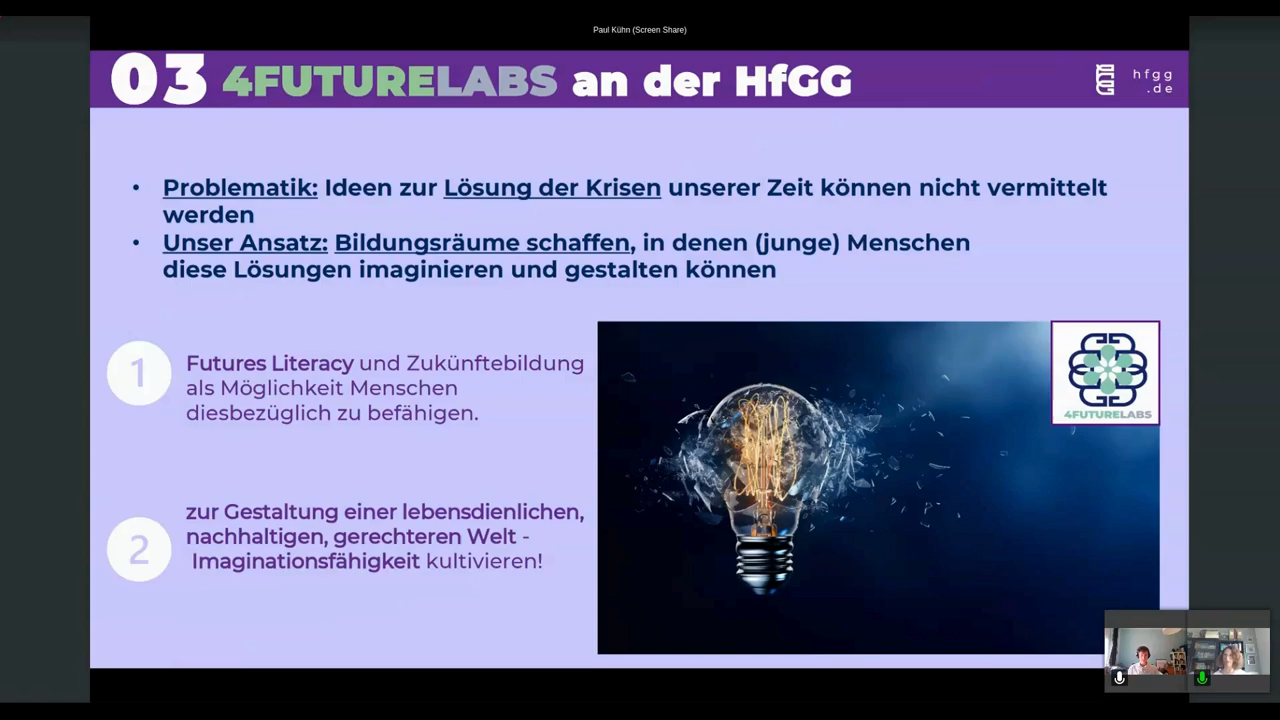 Paul Kühn (Screen Share)
03 4FUTURELABS an der HfGG
hfgg
.de
• Problematik: Ideen zur Lösung der Krisen unserer Zeit können nicht vermittelt
werden
• Unser Ansatz: Bildungsräume schaffen, in denen (junge) Menschen
diese Lösungen imaginieren und gestalten können
1
Futures Literacy und Zukünftebildung
als Möglichkeit Menschen
diesbezüglich zu befähigen.
2
zur Gestaltung einer lebensdienlichen,
nachhaltigen, gerechteren Welt -
Imaginationsfähigkeit kultivieren!
4FUTURELABS